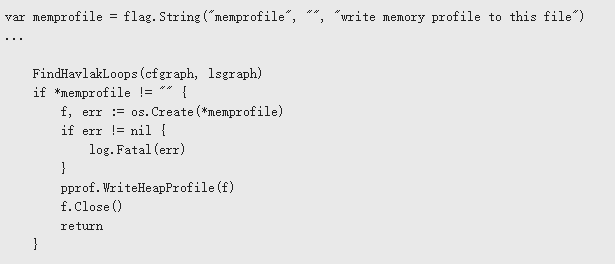 var memprofile = flag.String("memprofile", "", "write memory profile to this file")
...
    FindHavlakLoops(cfgraph, lsgraph)
    if *memprofile != "" {
        f, err := os.Create(*memprofile)
        if err != nil {
            log.Fatal(err)
        }
        pprof.WriteHeapProfile(f)
        f.Close()
        return
    }